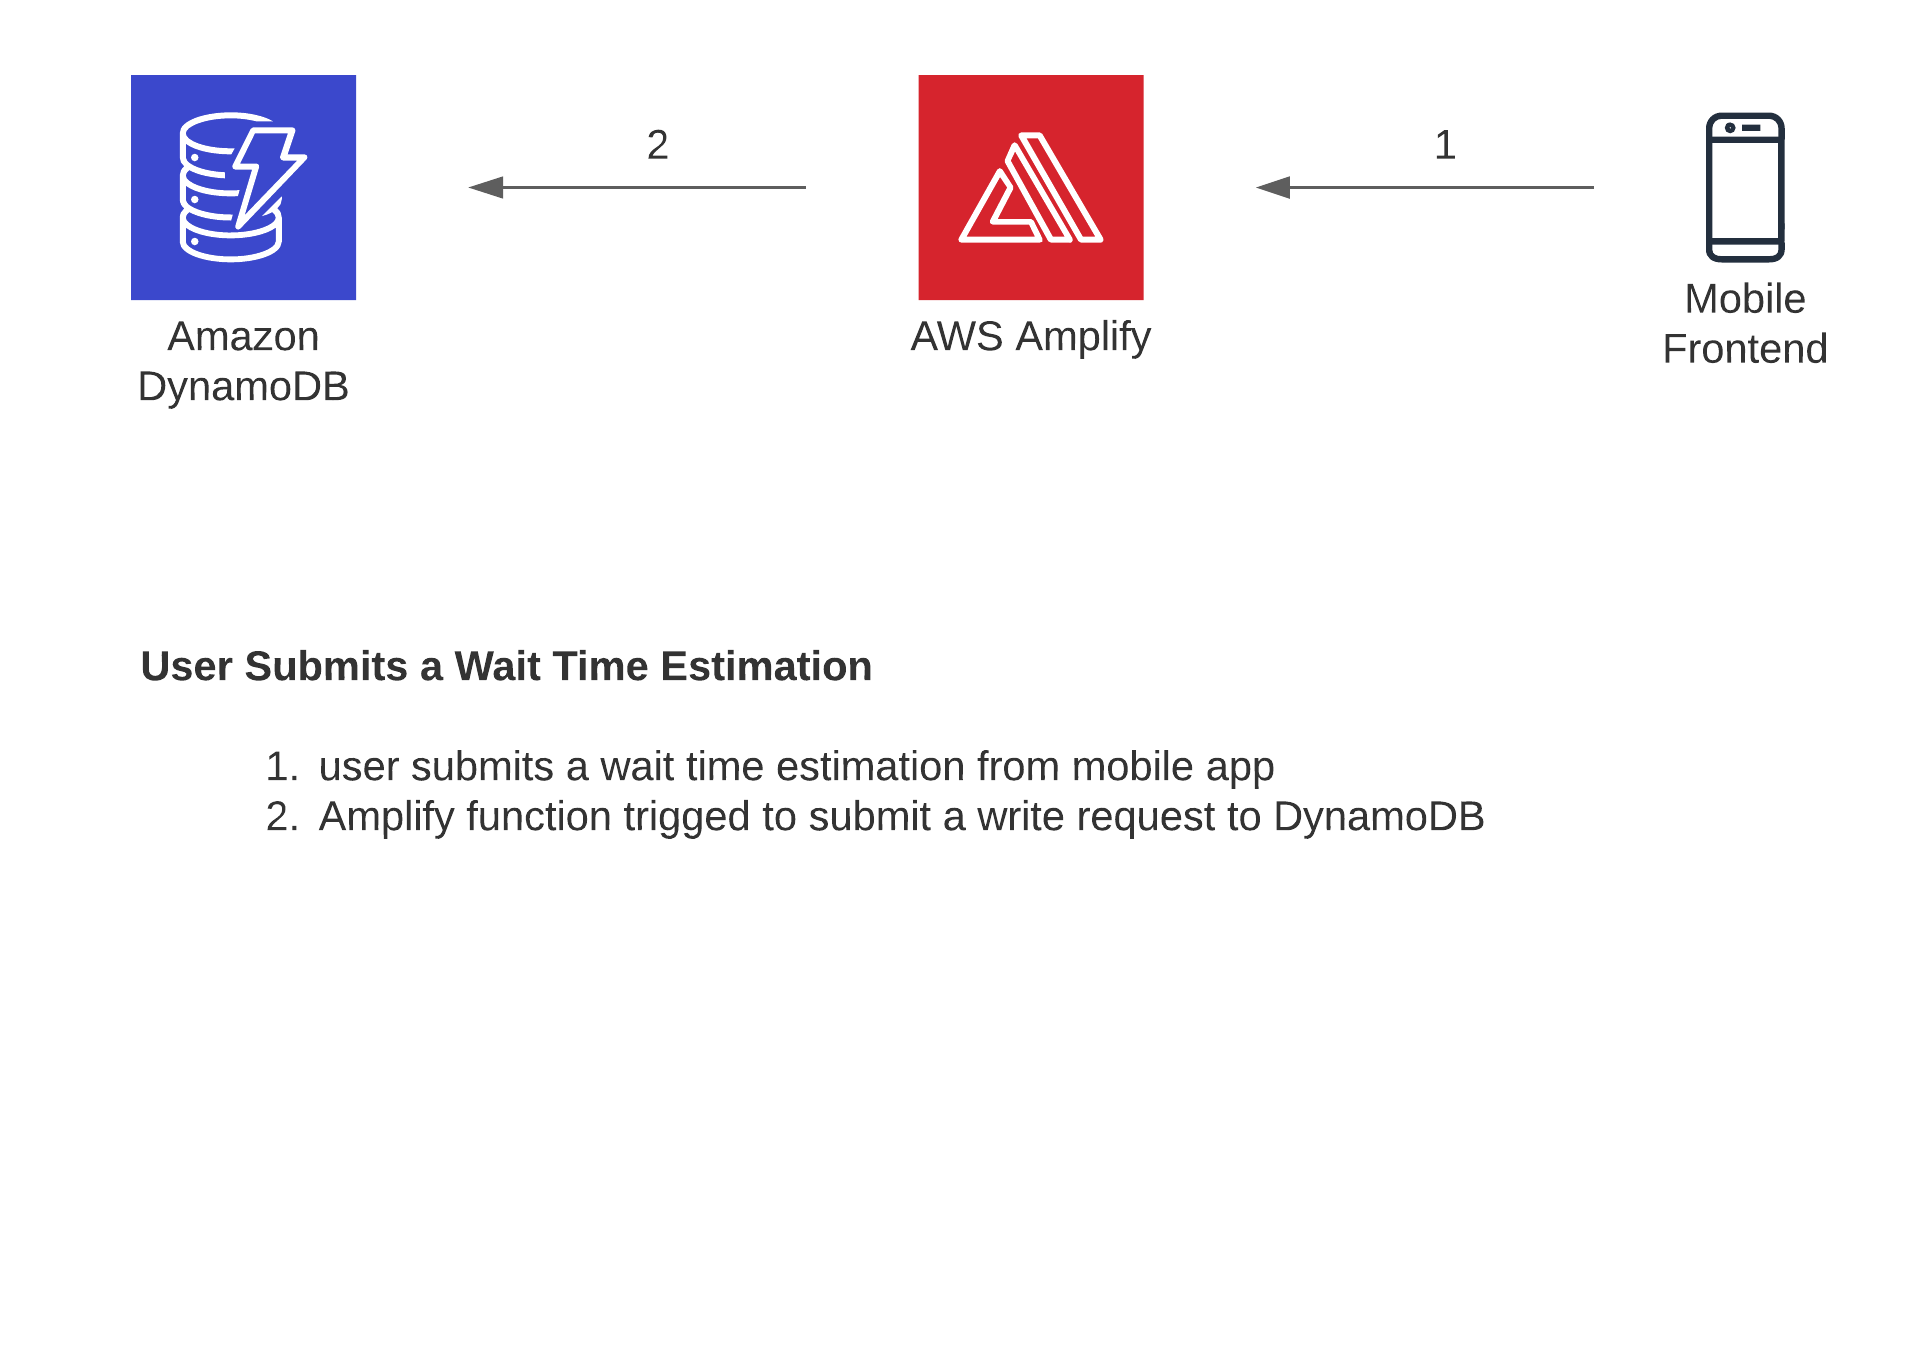 2
1
Amazon
DynamoDB
AWS Amplify
Mobile
Frontend
User Submits a Wait Time Estimation
1. user submits a wait time estimation from mobile app
2. Amplify function trigged to submit a write request to DynamoDB